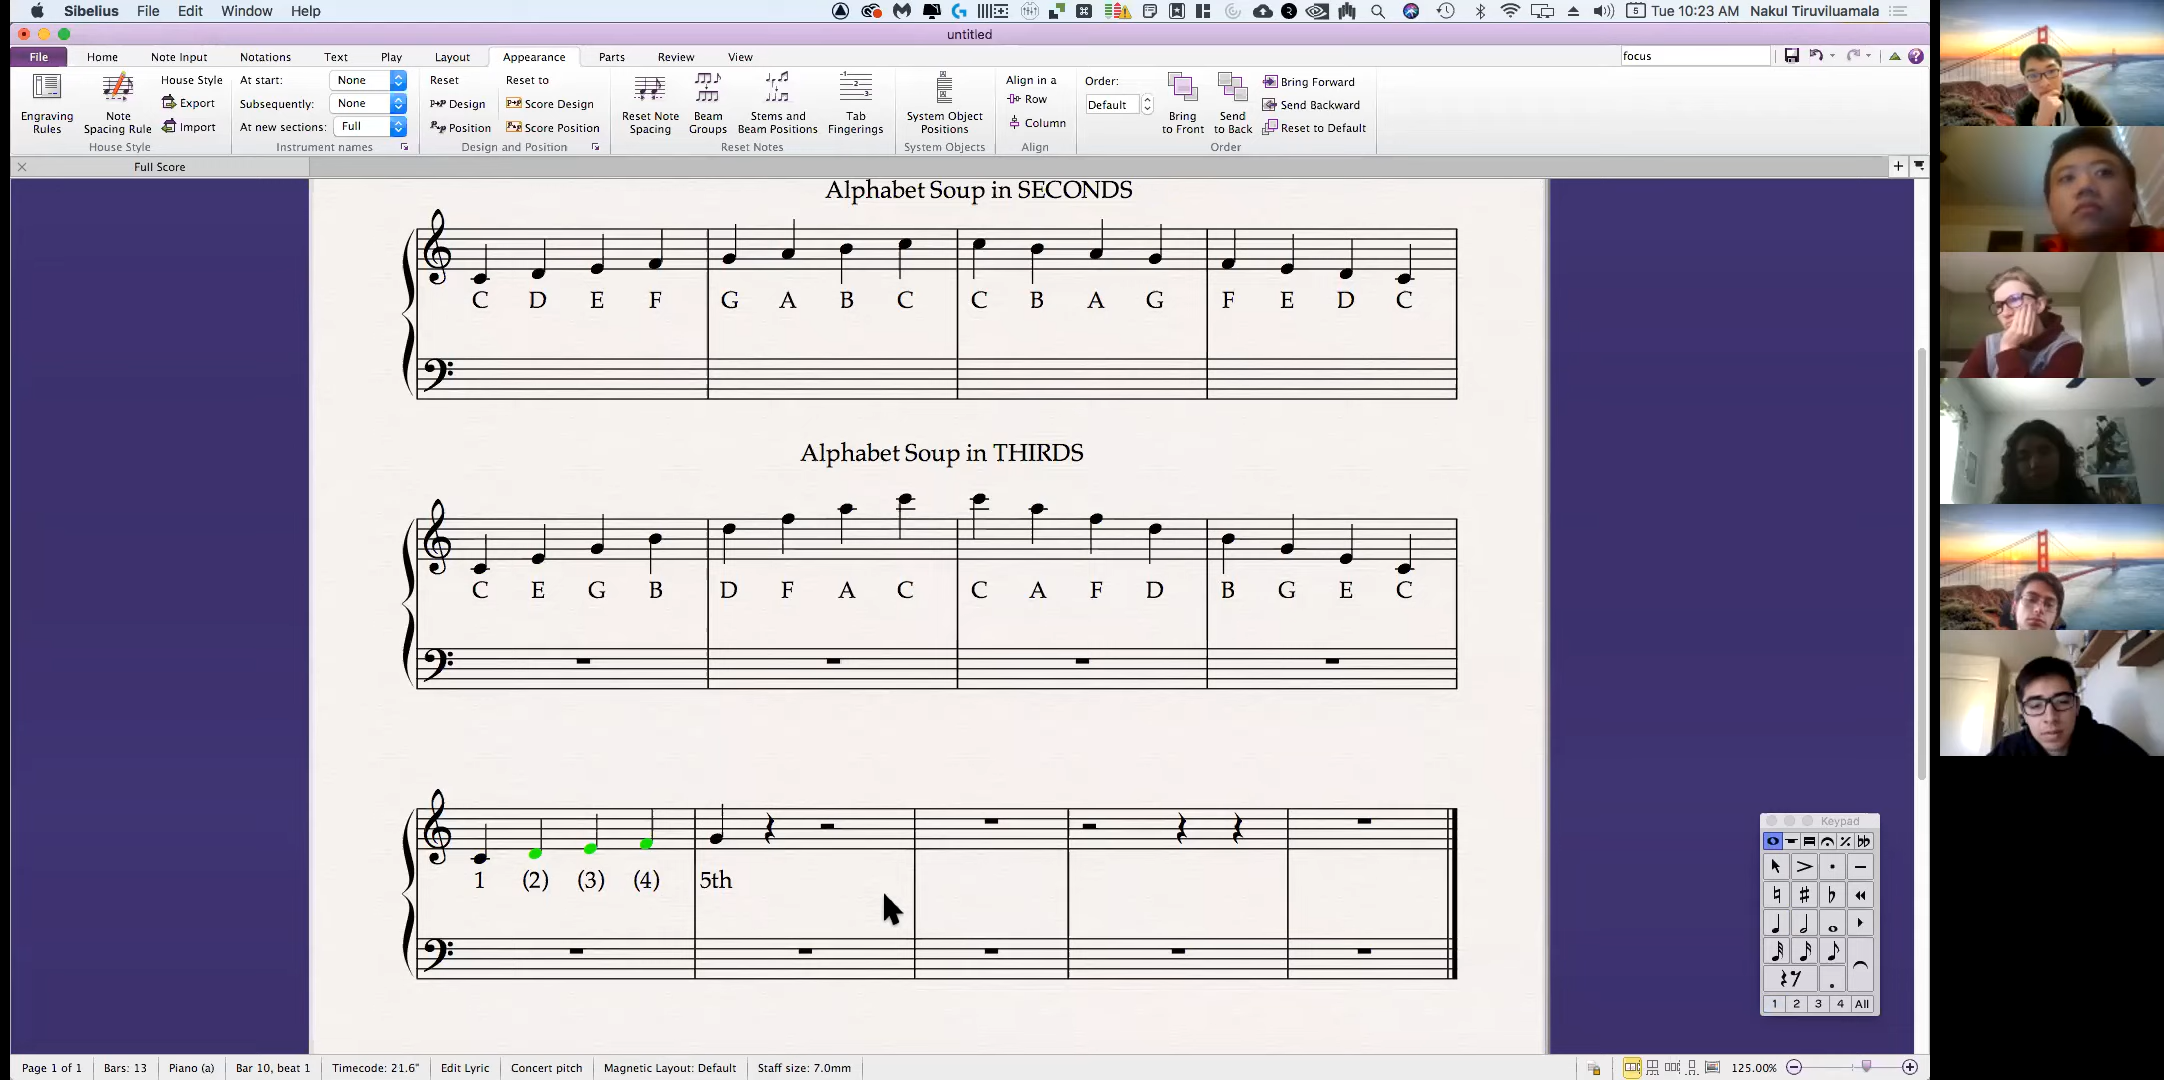 Sibelius File Edit Window Help
Tue 10:23 AM Nakul Tiruviluamala
untitled
File Home Note Input Notations Text Play Layout Appearance Parts Review View focus
House Style At start: None Reset Reset to Align in a Order: Bring Forward
Export Subsequently: None Design Score Design Row Default Send Backward
Import At new sections: Full Position Score Position Column Reset to Default
Engraving Rules
Note Spacing Rule
Reset Note Spacing
Beam Groups
Stems and Beam Positions
Tab Fingerings
System Object Positions
Bring to Front
Send to Back
House Style Instrument names Design and Position Reset Notes System Objects Align Order
Full Score
Alphabet Soup in SECONDS
C D E F G A B C C B A G F E D C
Alphabet Soup in THIRDS
C E G B D F A C C A F D B G E C
1 (2) (3) (4) 5th
Keypad
1 2 3 4 All
Page 1 of 1 Bars: 13 Piano (a) Bar 10, beat 1 Timecode: 21.6" Edit Lyric Concert pitch Magnetic Layout: Default Staff size: 7.0mm 125.00%